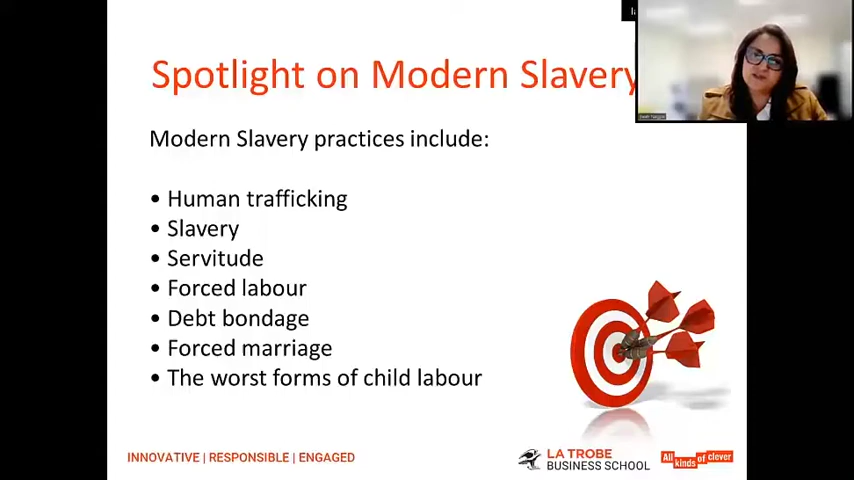 Spotlight on Modern Slavery
Modern Slavery practices include:
• Human trafficking
• Slavery
• Servitude
• Forced labour
• Debt bondage
• Forced marriage
• The worst forms of child labour
INNOVATIVE | RESPONSIBLE | ENGAGED
LA TROBE
BUSINESS SCHOOL
All kinds of clever